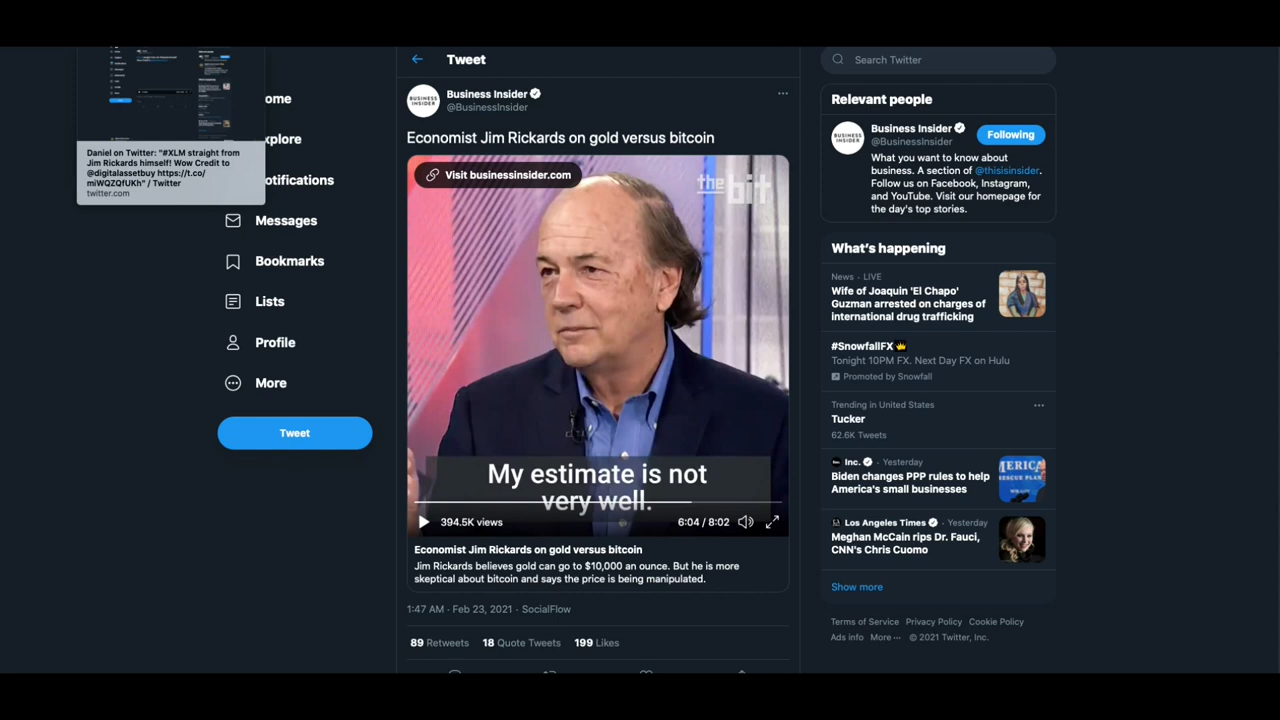 Daniel on Twitter: "#XLM straight from
Jim Rickards himself! Wow Credit to
@digitalassetbuy https://t.co/
miWQZQfUKh" / Twitter
twitter.com
ome
xplore
otifications
Messages
Bookmarks
Lists
Profile
More
Tweet
Tweet
BUSINESS
INSIDER
Business Insider
@BusinessInsider
Economist Jim Rickards on gold versus bitcoin
Visit businessinsider.com
the bit
My estimate is not
very well.
394.5K views
6:04 / 8:02
Economist Jim Rickards on gold versus bitcoin
Jim Rickards believes gold can go to $10,000 an ounce. But he is more
skeptical about bitcoin and says the price is being manipulated.
1:47 AM · Feb 23, 2021 · SocialFlow
89 Retweets 18 Quote Tweets 199 Likes
Search Twitter
Relevant people
BUSINESS
INSIDER
Business Insider
@BusinessInsider
Following
What you want to know about
business. A section of @thisisinsider.
Follow us on Facebook, Instagram,
and YouTube. Visit our homepage for
the day's top stories.
What's happening
News · LIVE
Wife of Joaquin 'El Chapo'
Guzman arrested on charges of
international drug trafficking
#SnowfallFX
Tonight 10PM FX. Next Day FX on Hulu
Promoted by Snowfall
Trending in United States
Tucker
62.6K Tweets
Inc. · Yesterday
Biden changes PPP rules to help
America's small businesses
Los Angeles Times · Yesterday
Meghan McCain rips Dr. Fauci,
CNN's Chris Cuomo
Show more
Terms of Service Privacy Policy Cookie Policy
Ads info More ··· © 2021 Twitter, Inc.